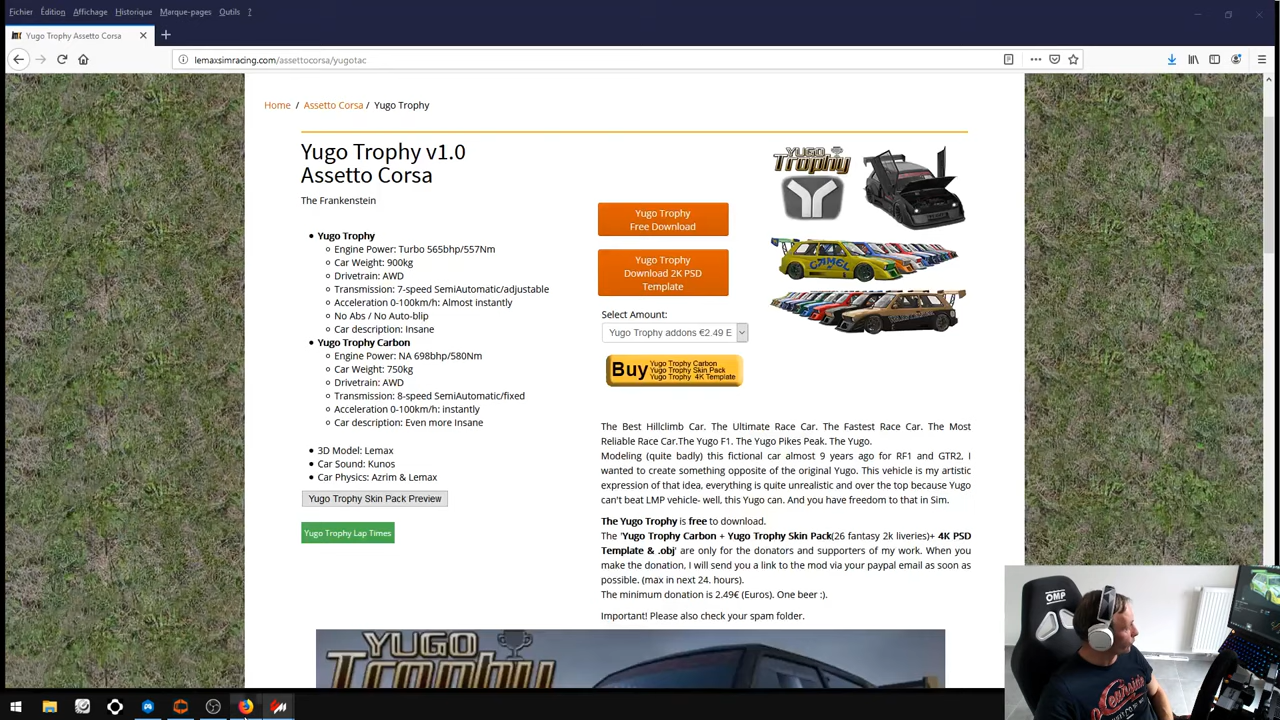 Fichier Édition Affichage Historique Marque-pages Outils ?
Yugo Trophy Assetto Corsa
lemaxsimracing.com/assettocorsa/yugotac
Home / Assetto Corsa / Yugo Trophy
Yugo Trophy v1.0
Assetto Corsa
The Frankenstein
Yugo Trophy
Engine Power: Turbo 565bhp/557Nm
Car Weight: 900kg
Drivetrain: AWD
Transmission: 7-speed SemiAutomatic/adjustable
Acceleration 0-100km/h: Almost instantly
No Abs / No Auto-blip
Car description: Insane
Yugo Trophy Carbon
Engine Power: NA 698bhp/580Nm
Car Weight: 750kg
Drivetrain: AWD
Transmission: 8-speed SemiAutomatic/fixed
Acceleration 0-100km/h: instantly
Car description: Even more Insane
3D Model: Lemax
Car Sound: Kunos
Car Physics: Azrim & Lemax
Yugo Trophy Skin Pack Preview
Yugo Trophy Lap Times
Yugo Trophy
Free Download
Yugo Trophy
Download 2K PSD
Template
Select Amount:
Yugo Trophy addons €2.49 E
Buy
Yugo Trophy Carbon
Yugo Trophy Skin Pack
Yugo Trophy 4K Template
YUGO
Trophy
CAMEL
The Best Hillclimb Car. The Ultimate Race Car. The Fastest Race Car. The Most
Reliable Race Car.The Yugo F1. The Yugo Pikes Peak. The Yugo.
Modeling (quite badly) this fictional car almost 9 years ago for RF1 and GTR2, I
wanted to create something opposite of the original Yugo. This vehicle is my artistic
expression of that idea, everything is quite unrealistic and over the top because Yugo
can't beat LMP vehicle- well, this Yugo can. And you have freedom to that in Sim.
The Yugo Trophy is free to download.
The 'Yugo Trophy Carbon + Yugo Trophy Skin Pack(26 fantasy 2k liveries)+ 4K PSD
Template & .obj' are only for the donators and supporters of my work. When you
make the donation, I will send you a link to the mod via your paypal email as soon as
possible. (max in next 24. hours).
The minimum donation is 2.49€ (Euros). One beer :).
Important! Please also check your spam folder.
YUGO
Trophy
OMP